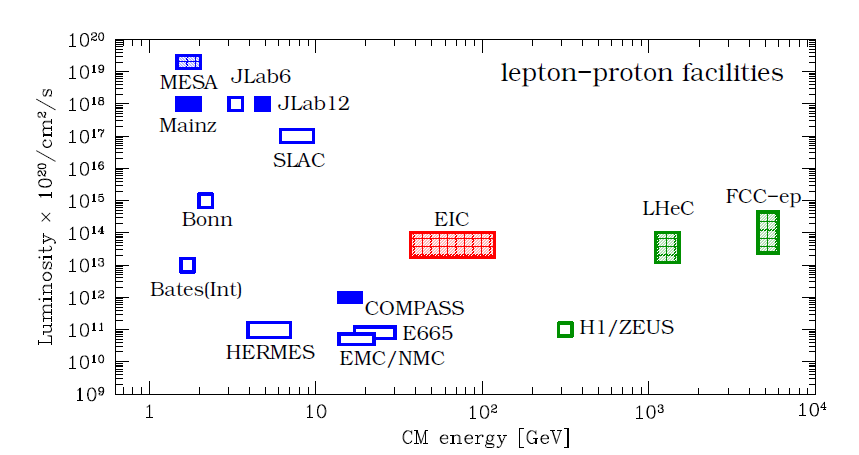 10²⁰
10¹⁹
10¹⁸
10¹⁷
10¹⁶
10¹⁵
10¹⁴
10¹³
10¹²
10¹¹
10¹⁰
10⁹
Luminosity × 10²⁰/cm²/s
lepton-proton facilities
MESA
JLab6
Mainz
JLab12
SLAC
Bonn
EIC
LHeC
FCC-ep
Bates(Int)
COMPASS
HERMES
E665
EMC/NMC
H1/ZEUS
1
10
10²
10³
10⁴
CM energy [GeV]